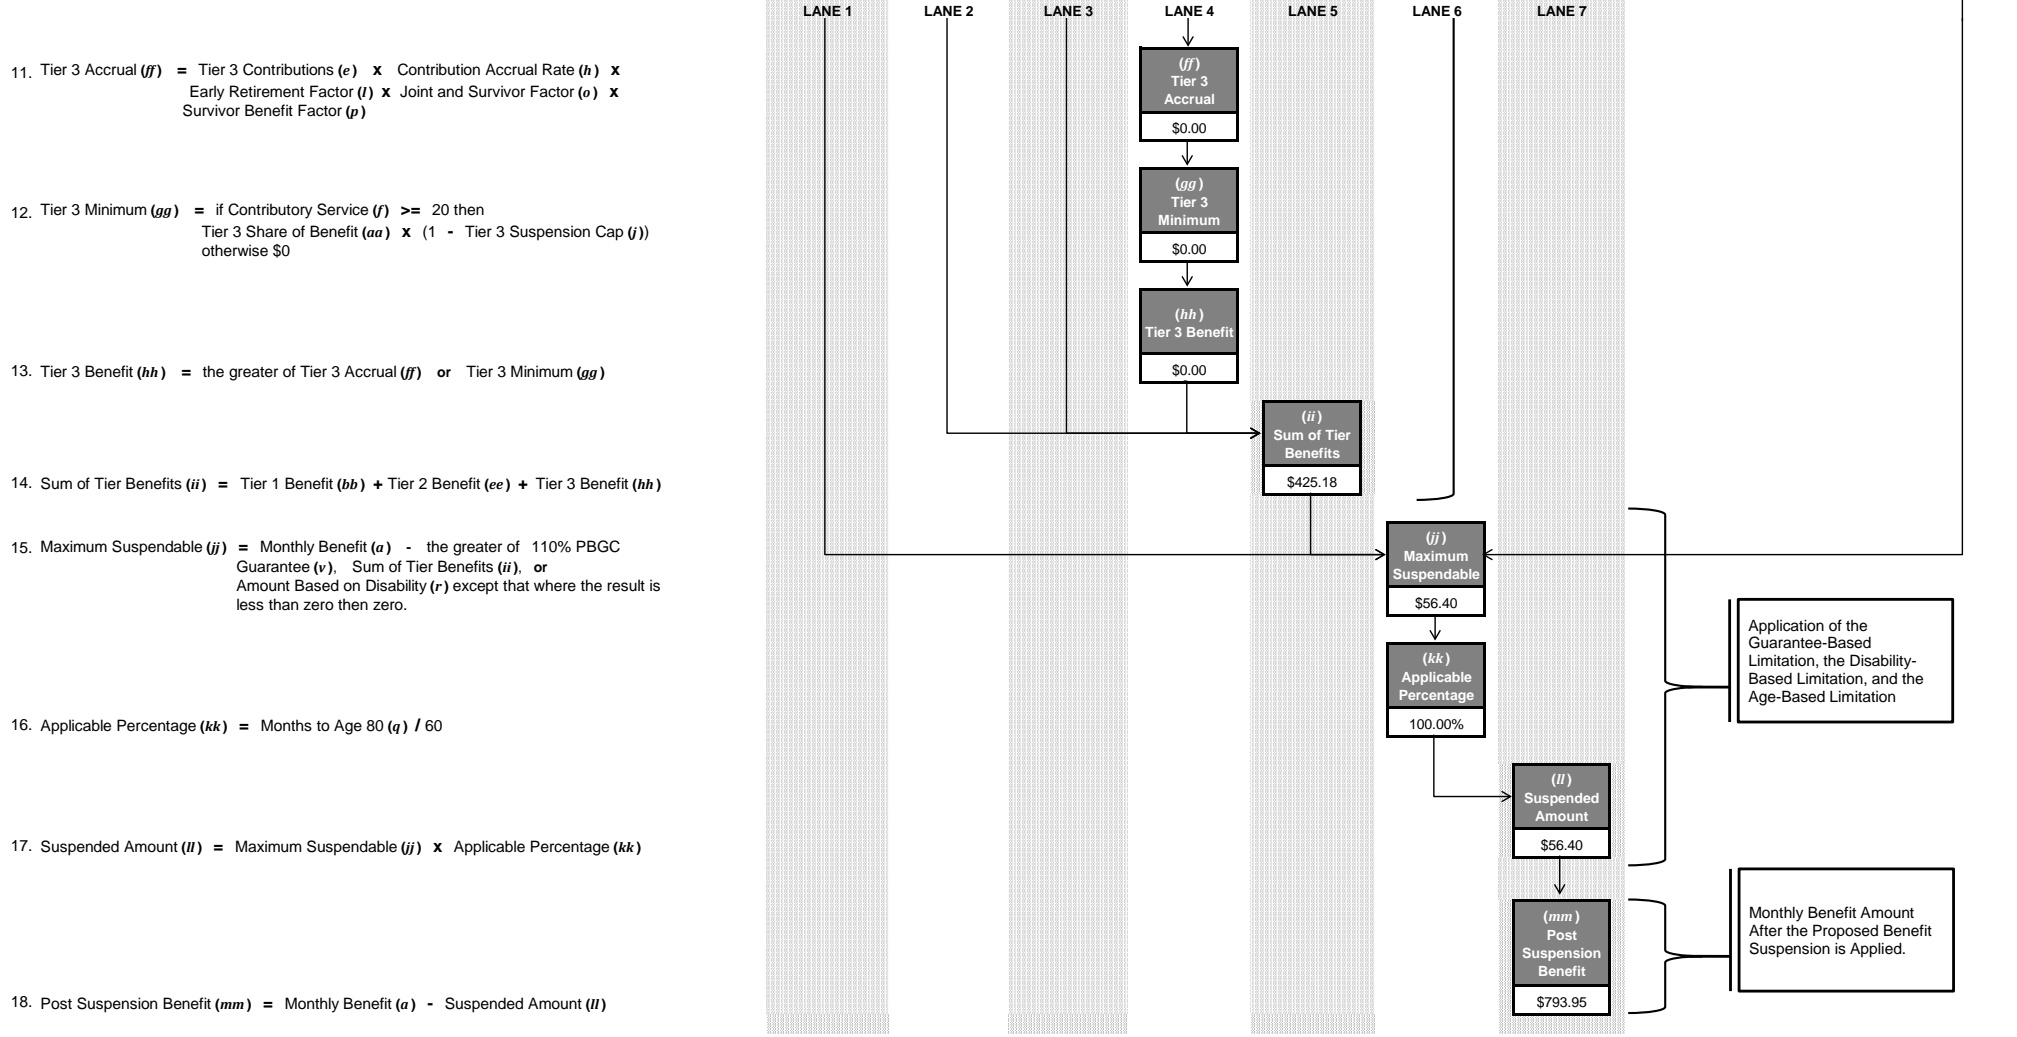 LANE 1 LANE 2 LANE 3 LANE 4 LANE 5 LANE 6 LANE 7
11. Tier 3 Accrual (ff) = Tier 3 Contributions (e) x Contribution Accrual Rate (h) x
Early Retirement Factor (l) x Joint and Survivor Factor (o) x
Survivor Benefit Factor (p)
(ff)
Tier 3
Accrual
$0.00
12. Tier 3 Minimum (gg) = if Contributory Service (f) >= 20 then
Tier 3 Share of Benefit (aa) x (1 - Tier 3 Suspension Cap (j))
otherwise $0
(gg)
Tier 3
Minimum
$0.00
13. Tier 3 Benefit (hh) = the greater of Tier 3 Accrual (ff) or Tier 3 Minimum (gg)
(hh)
Tier 3 Benefit
$0.00
14. Sum of Tier Benefits (ii) = Tier 1 Benefit (bb) + Tier 2 Benefit (ee) + Tier 3 Benefit (hh)
(ii)
Sum of Tier
Benefits
$425.18
15. Maximum Suspendable (jj) = Monthly Benefit (a) - the greater of 110% PBGC
Guarantee (v), Sum of Tier Benefits (ii), or
Amount Based on Disability (r) except that where the result is
less than zero then zero.
(jj)
Maximum
Suspendable
$56.40
16. Applicable Percentage (kk) = Months to Age 80 (q) / 60
(kk)
Applicable
Percentage
100.00%
Application of the
Guarantee-Based
Limitation, the Disability-
Based Limitation, and the
Age-Based Limitation
17. Suspended Amount (ll) = Maximum Suspendable (jj) x Applicable Percentage (kk)
(ll)
Suspended
Amount
$56.40
18. Post Suspension Benefit (mm) = Monthly Benefit (a) - Suspended Amount (ll)
(mm)
Post
Suspension
Benefit
$793.95
Monthly Benefit Amount
After the Proposed Benefit
Suspension is Applied.